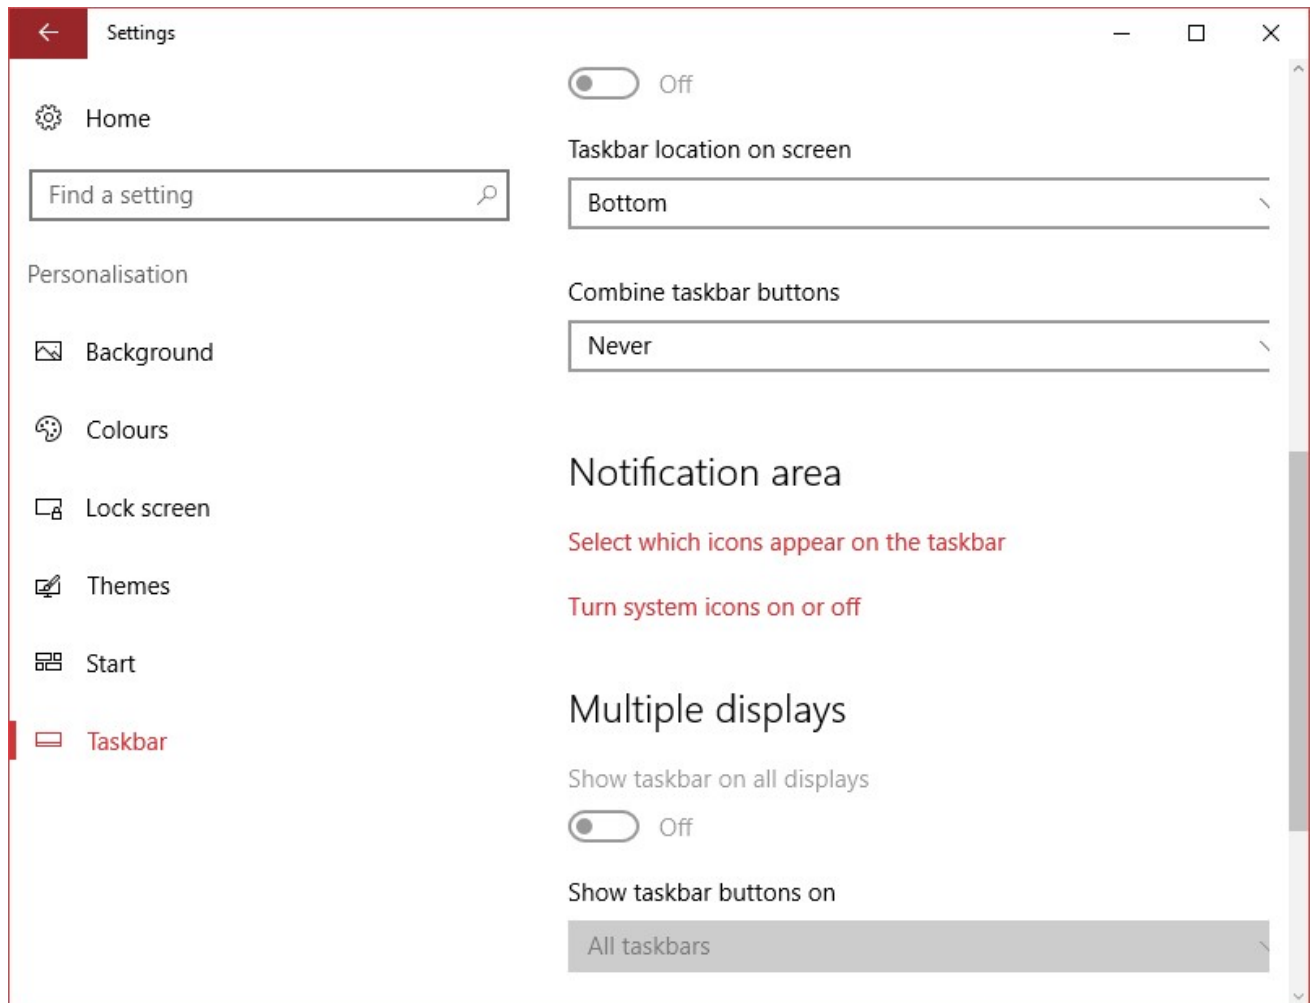 Settings
Home
Find a setting
Personalisation
Background
Colours
Lock screen
Themes
Start
Taskbar
Off
Taskbar location on screen
Bottom
Combine taskbar buttons
Never
Notification area
Select which icons appear on the taskbar
Turn system icons on or off
Multiple displays
Show taskbar on all displays
Off
Show taskbar buttons on
All taskbars